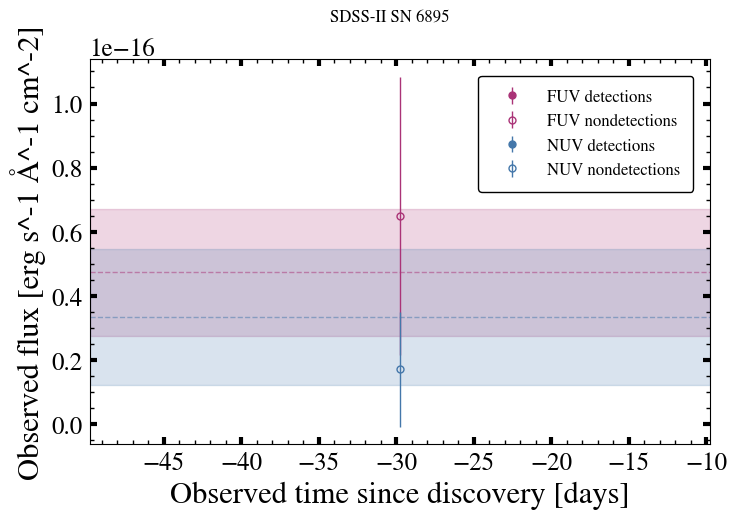 SDSS-II SN 6895
1e−16
Observed flux [erg s^-1 Å^-1 cm^-2]
1.0
0.8
0.6
0.4
0.2
0.0
FUV detections
FUV nondetections
NUV detections
NUV nondetections
−45 −40 −35 −30 −25 −20 −15 −10
Observed time since discovery [days]